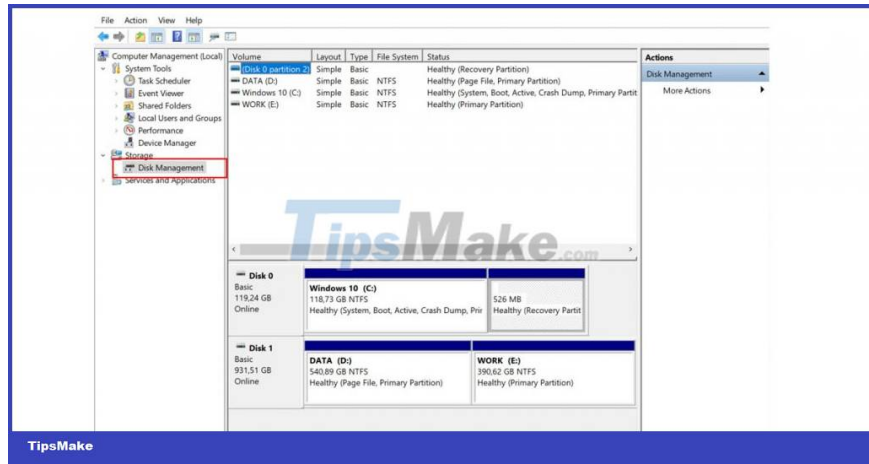 File Action View Help
Computer Management (Local)
System Tools
Task Scheduler
Event Viewer
Shared Folders
Local Users and Groups
Performance
Device Manager
Storage
Disk Management
Services and Applications
Volume Layout Type File System Status
(Disk 0 partition 2) Simple Basic Healthy (Recovery Partition)
DATA (D:) Simple Basic NTFS Healthy (Page File, Primary Partition)
Windows 10 (C:) Simple Basic NTFS Healthy (System, Boot, Active, Crash Dump, Primary Partit
WORK (E:) Simple Basic NTFS Healthy (Primary Partition)
Actions
Disk Management
More Actions
TipsMake.com
Disk 0
Basic
119,24 GB
Online
Windows 10 (C:)
118,73 GB NTFS
Healthy (System, Boot, Active, Crash Dump, Pri
526 MB
Healthy (Recovery Partit
Disk 1
Basic
931,51 GB
Online
DATA (D:)
540,89 GB NTFS
Healthy (Page File, Primary Partition)
WORK (E:)
390,62 GB NTFS
Healthy (Primary Partition)
TipsMake